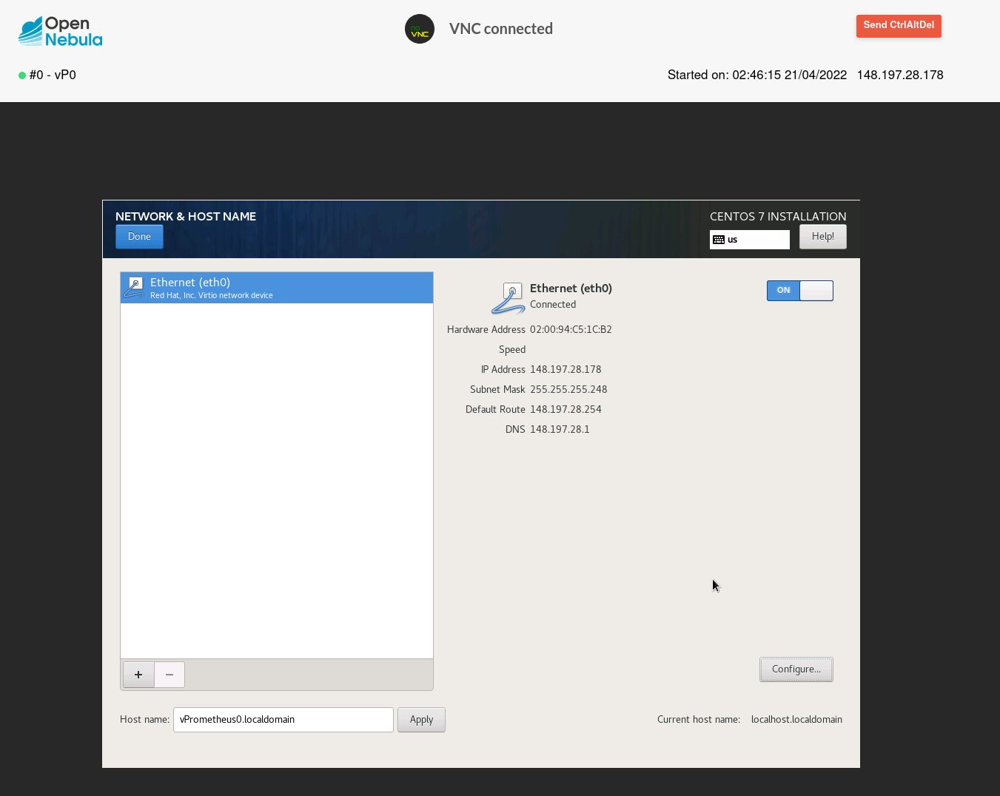 Open
Nebula
no
VNC
VNC connected
Send CtrlAltDel
#0 - vP0
Started on: 02:46:15 21/04/2022 148.197.28.178
NETWORK & HOST NAME
CENTOS 7 INSTALLATION
Done
us
Help!
Ethernet (eth0)
Red Hat, Inc. Virtio network device
Ethernet (eth0)
Connected
ON
Hardware Address 02:00:94:C5:1C:B2
Speed
IP Address 148.197.28.178
Subnet Mask 255.255.255.248
Default Route 148.197.28.254
DNS 148.197.28.1
+ −
Configure...
Host name: vPrometheus0.localdomain Apply
Current host name: localhost.localdomain